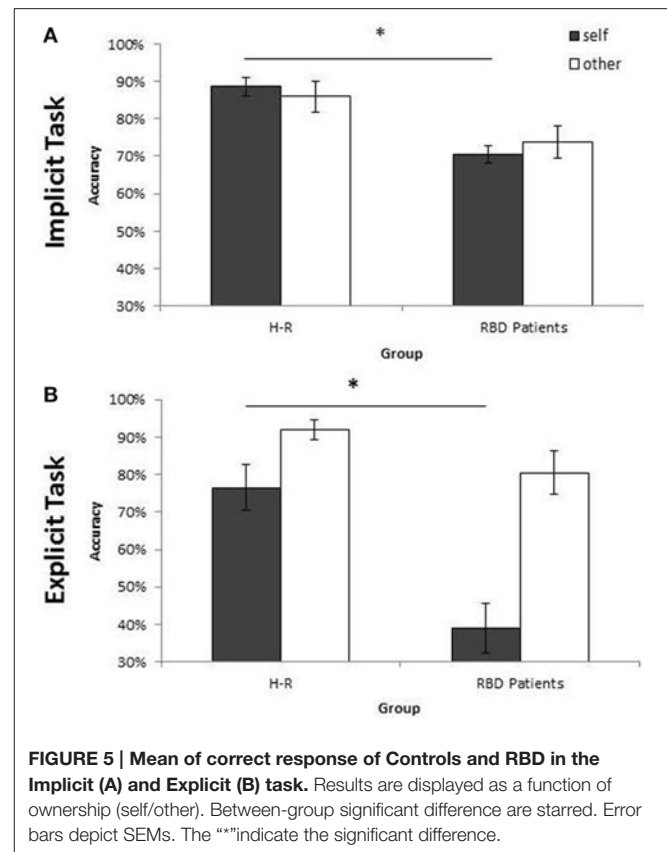 A
*
self
other
100%
90%
80%
70%
60%
50%
40%
30%
Accuracy
Implicit Task
H-R
RBD Patients
Group
B
*
100%
90%
80%
70%
60%
50%
40%
30%
Accuracy
Explicit Task
H-R
RBD Patients
Group
FIGURE 5 | Mean of correct response of Controls and RBD in the
Implicit (A) and Explicit (B) task. Results are displayed as a function of
ownership (self/other). Between-group significant difference are starred. Error
bars depict SEMs. The “*”indicate the significant difference.